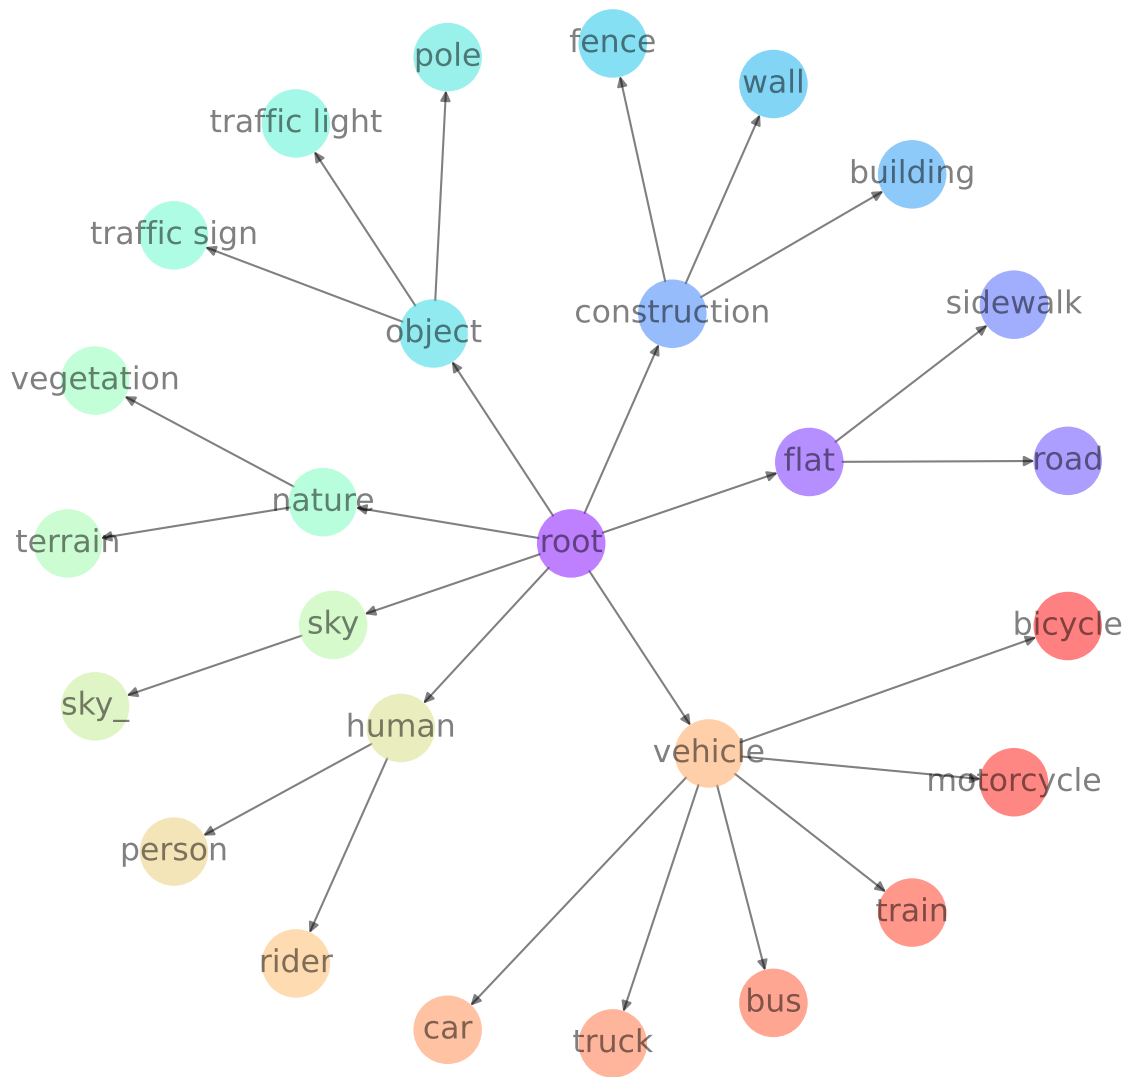 fence
pole
wall
traffic light
building
traffic sign
sidewalk
construction
object
vegetation
flat
road
nature
root
terrain
sky
bicycle
sky_
human
vehicle
motorcycle
person
train
rider
bus
car
truck